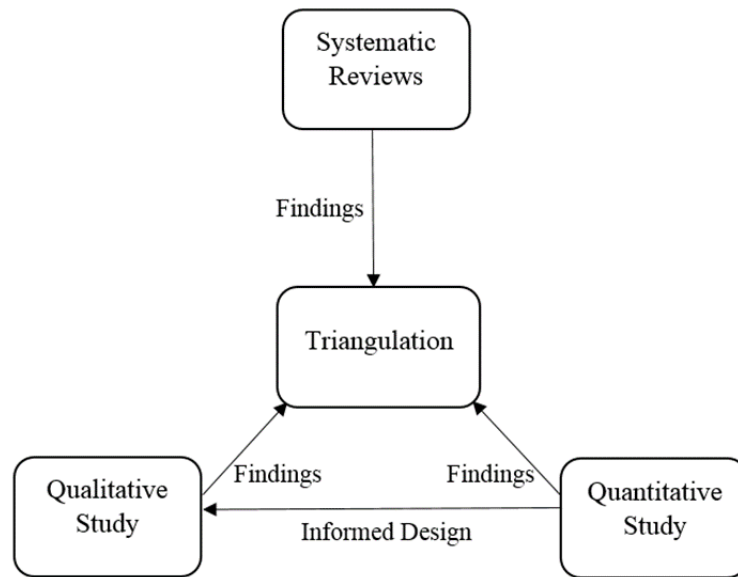 Systematic
Reviews
Findings
Triangulation
Findings
Findings
Qualitative
Study
Informed Design
Quantitative
Study